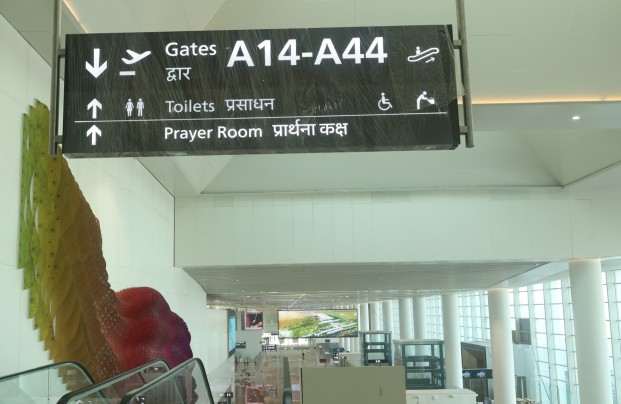 Gates A14-A44
द्वार
Toilets प्रसाधन
Prayer Room प्रार्थना कक्ष